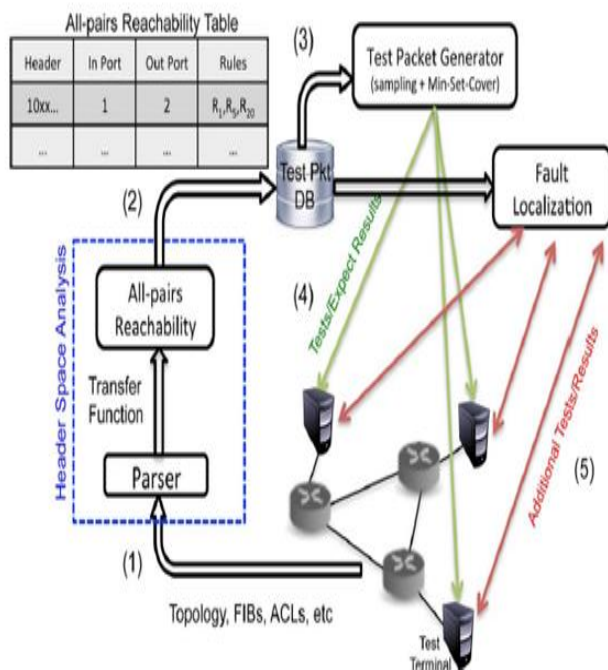 All-pairs Reachability Table
Header In Port Out Port Rules
10xx... 1 2 R1,R5,R20
... ... ... ...
(3)
Test Packet Generator
(sampling + Min-Set-Cover)
(2)
Test Pkt
DB
Fault
Localization
Header Space Analysis
All-pairs
Reachability
Transfer
Function
Parser
(4)
Tests/Expect Results
Additional Tests/Results
(5)
(1)
Topology, FIBs, ACLs, etc
Test
Terminal